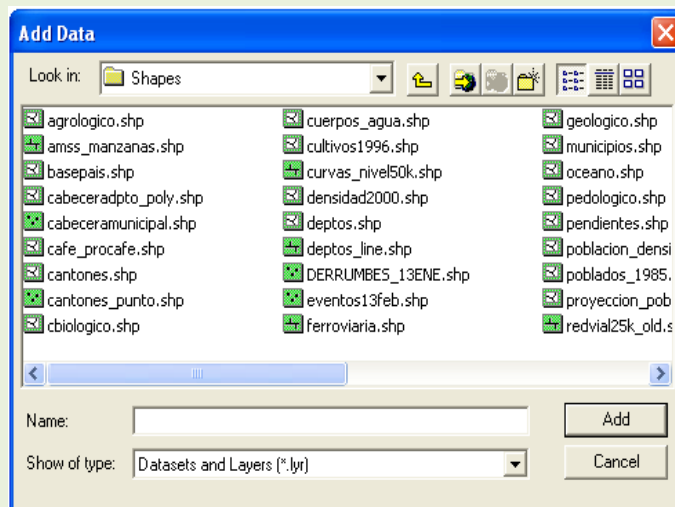 Add Data
Look in: Shapes
agrologico.shp
amss_manzanas.shp
basepais.shp
cabeceradpto_poly.shp
cabeceramunicipal.shp
cafe_procafe.shp
cantones.shp
cantones_punto.shp
cbiologico.shp
cuerpos_agua.shp
cultivos1996.shp
curvas_nivel50k.shp
densidad2000.shp
deptos.shp
deptos_line.shp
DERRUMBES_13ENE.shp
eventos13feb.shp
ferroviaria.shp
geologico.shp
municipios.shp
oceano.shp
pedologico.shp
pendientes.shp
poblacion_densi
poblados_1985.
proyeccion_pob
redvial25k_old.s
Name: Add
Show of type: Datasets and Layers (*.lyr) Cancel